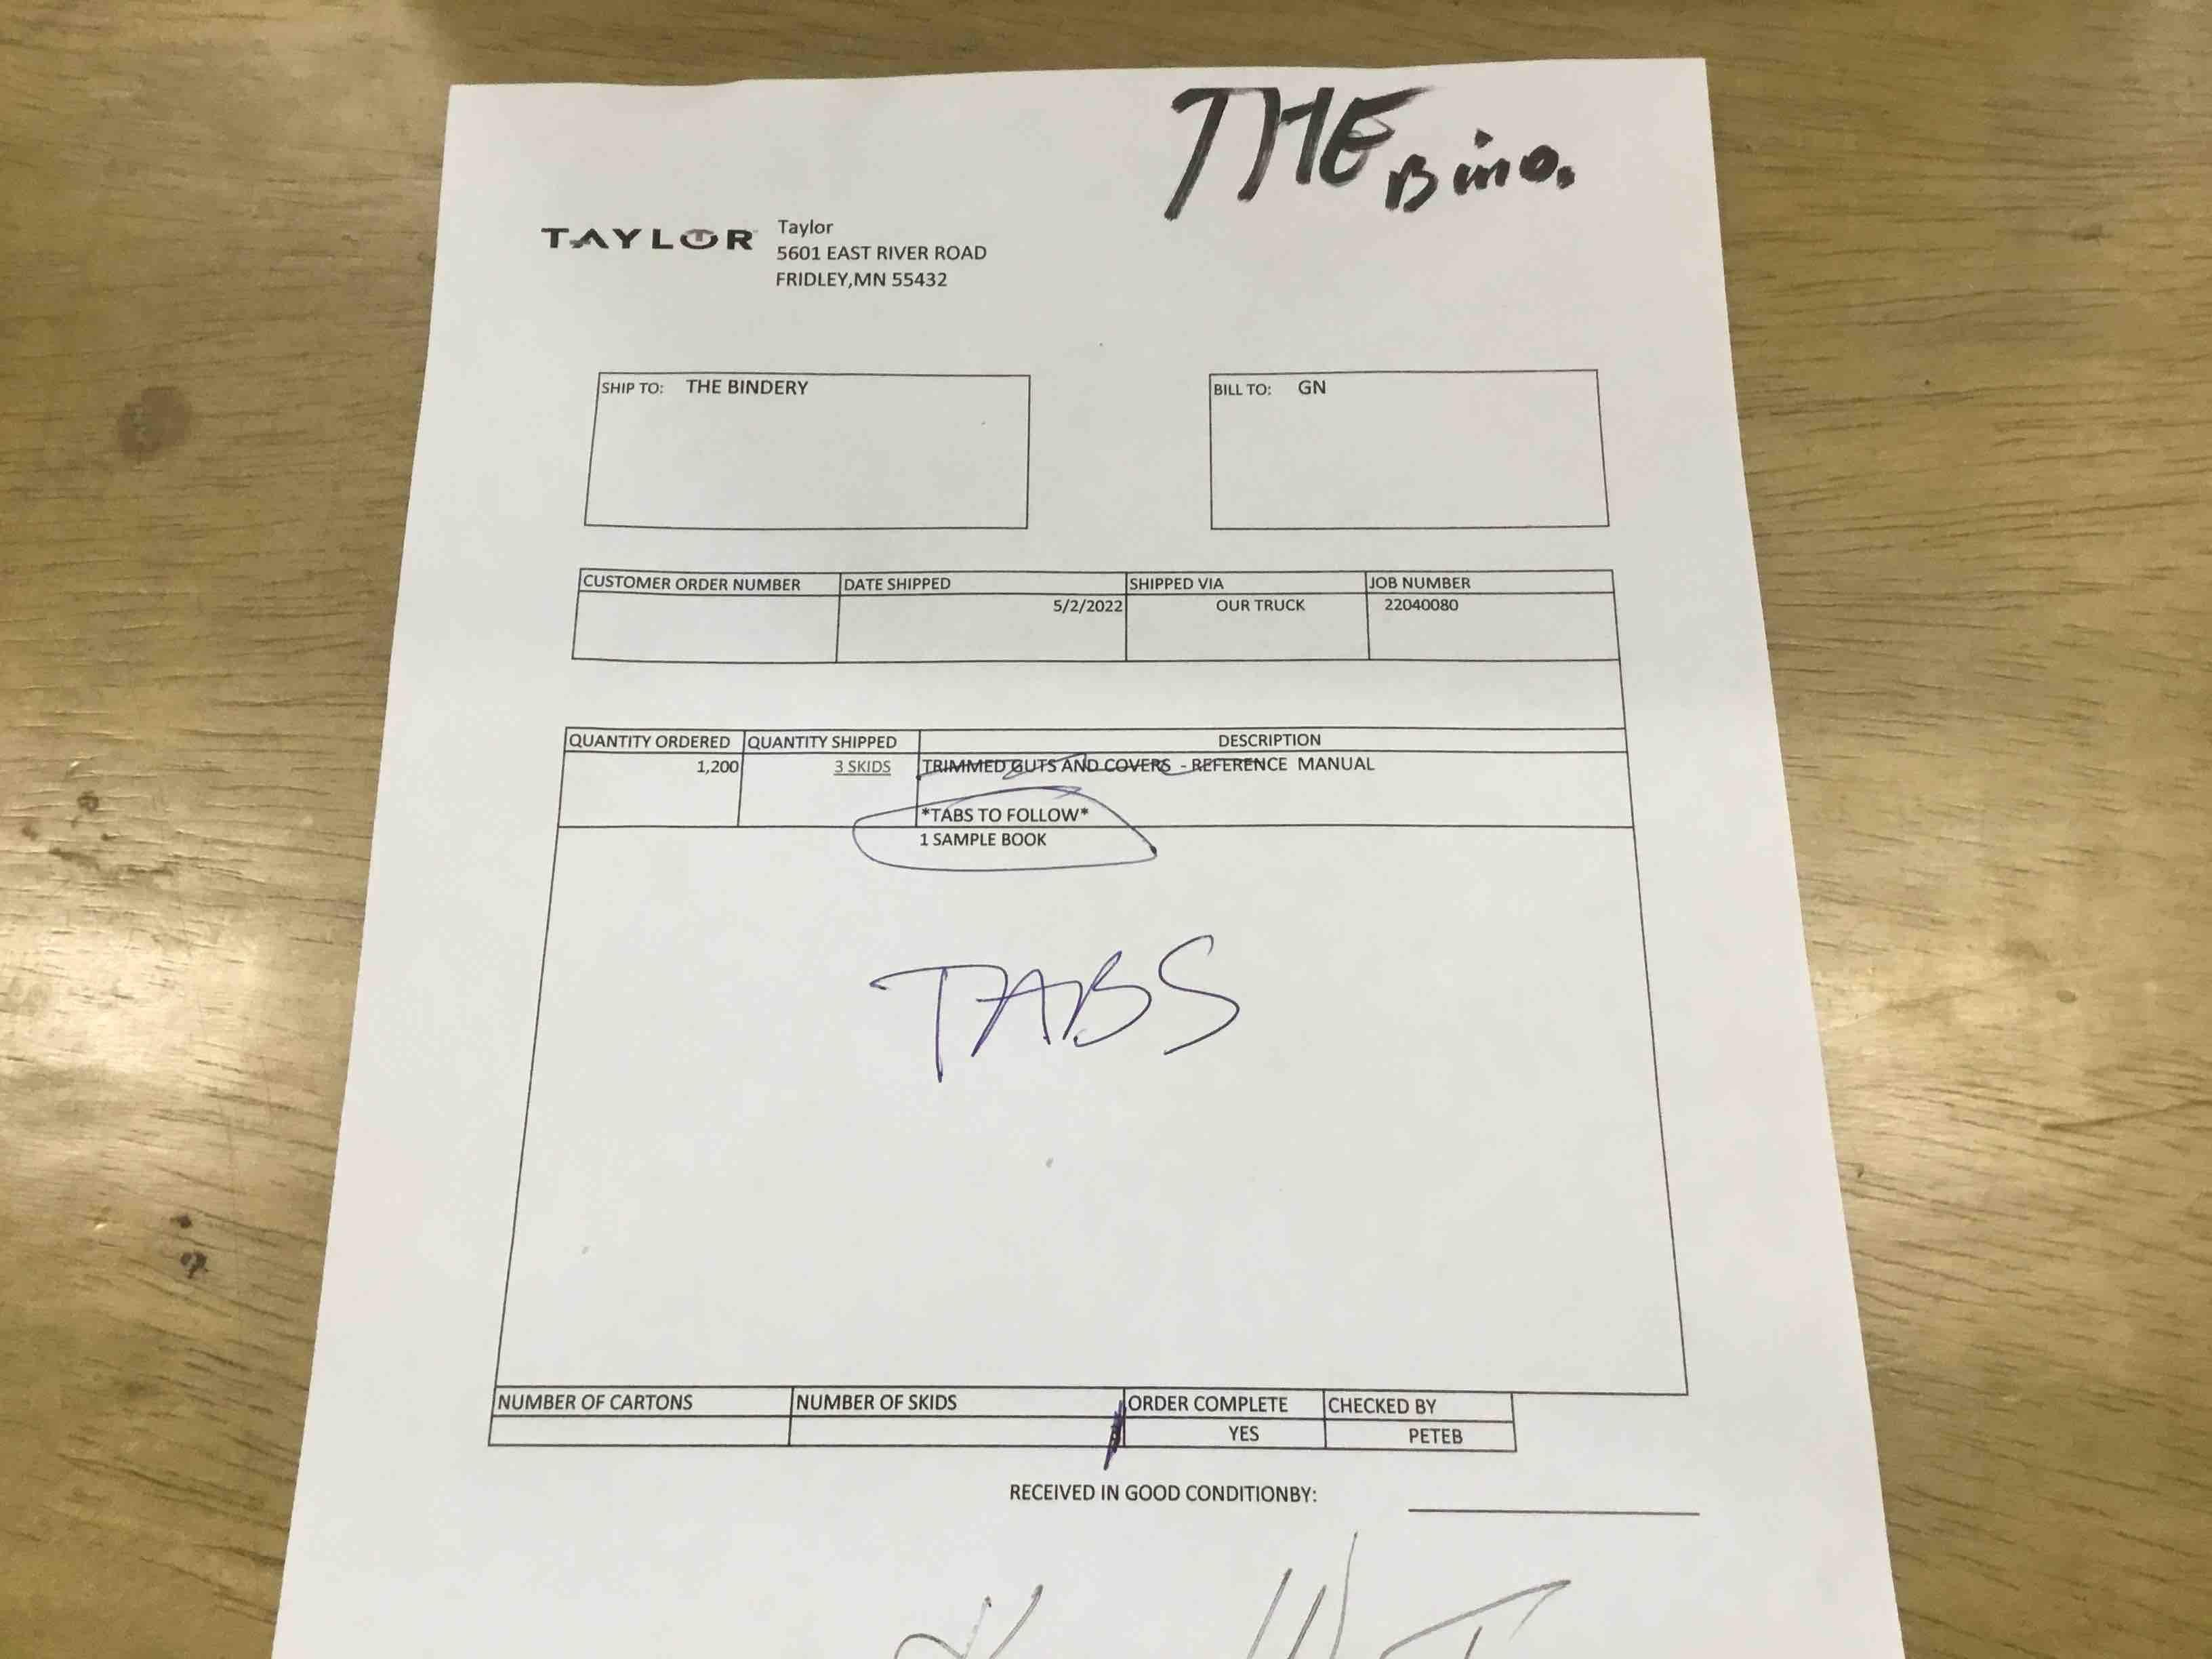 THE Bind.
TAYLOR
Taylor
5601 EAST RIVER ROAD
FRIDLEY,MN 55432
SHIP TO: THE BINDERY
BILL TO: GN
CUSTOMER ORDER NUMBER DATE SHIPPED SHIPPED VIA JOB NUMBER
5/2/2022 OUR TRUCK 22040080
QUANTITY ORDERED QUANTITY SHIPPED DESCRIPTION
1,200 3 SKIDS TRIMMED GUTS AND COVERS - REFERENCE MANUAL
*TABS TO FOLLOW*
1 SAMPLE BOOK
TABS
NUMBER OF CARTONS NUMBER OF SKIDS ORDER COMPLETE CHECKED BY
YES PETEB
RECEIVED IN GOOD CONDITIONBY: